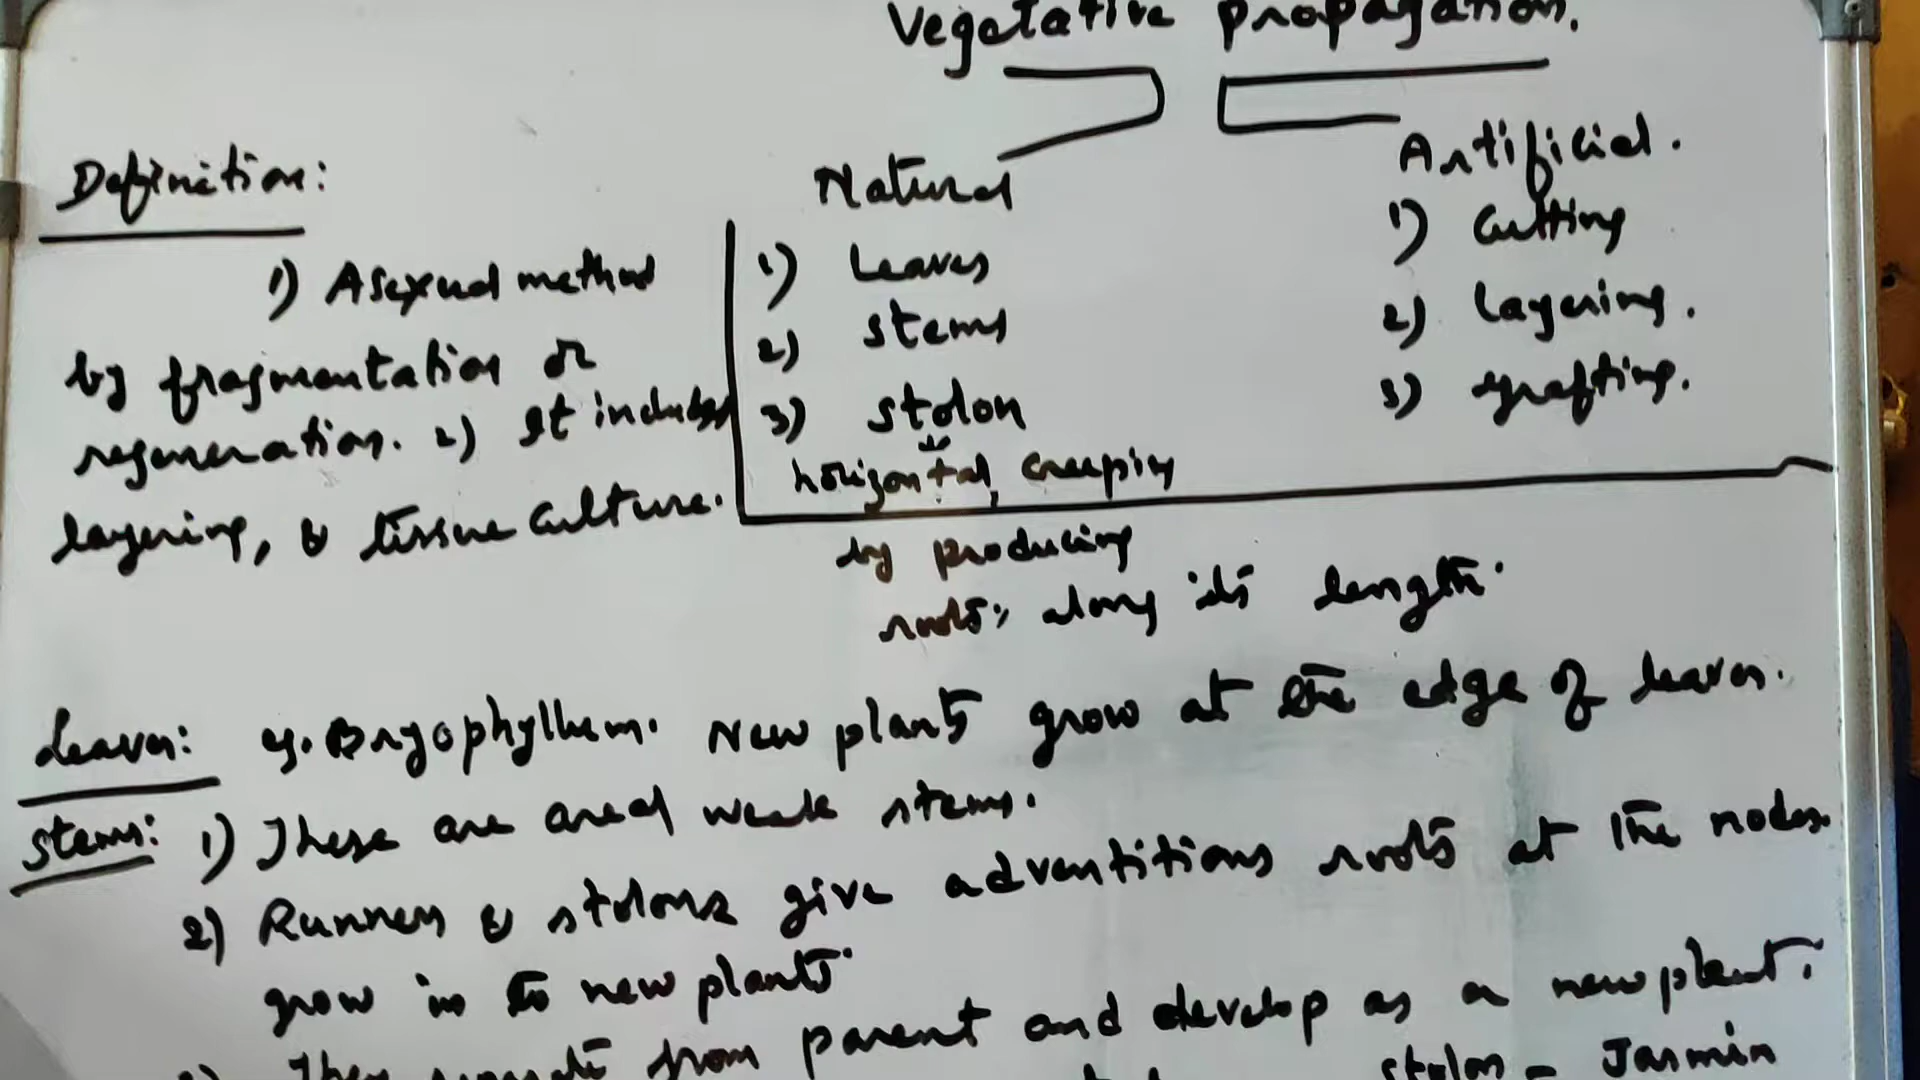 Vegetative propagation.
Definition:
1) Asexual method
by fragmentation or
regeneration. 2) It includes
layering, & tissue culture.
Natural
1) Leaves
2) stems
3) stolon
horizontal, creeping
by producing
roots, along its length.
Artificial.
1) Cutting
2) Layering.
3) grafting.
Leaves: eg. Bryophyllum. New plants grow at the edge of leaves.
Stems: 1) These are areal weak stems.
2) Runners & stolons give adventitious roots at the nodes.
grow in to new plants
They separate from parent and develop as a new plant.
stolon - Jasmin